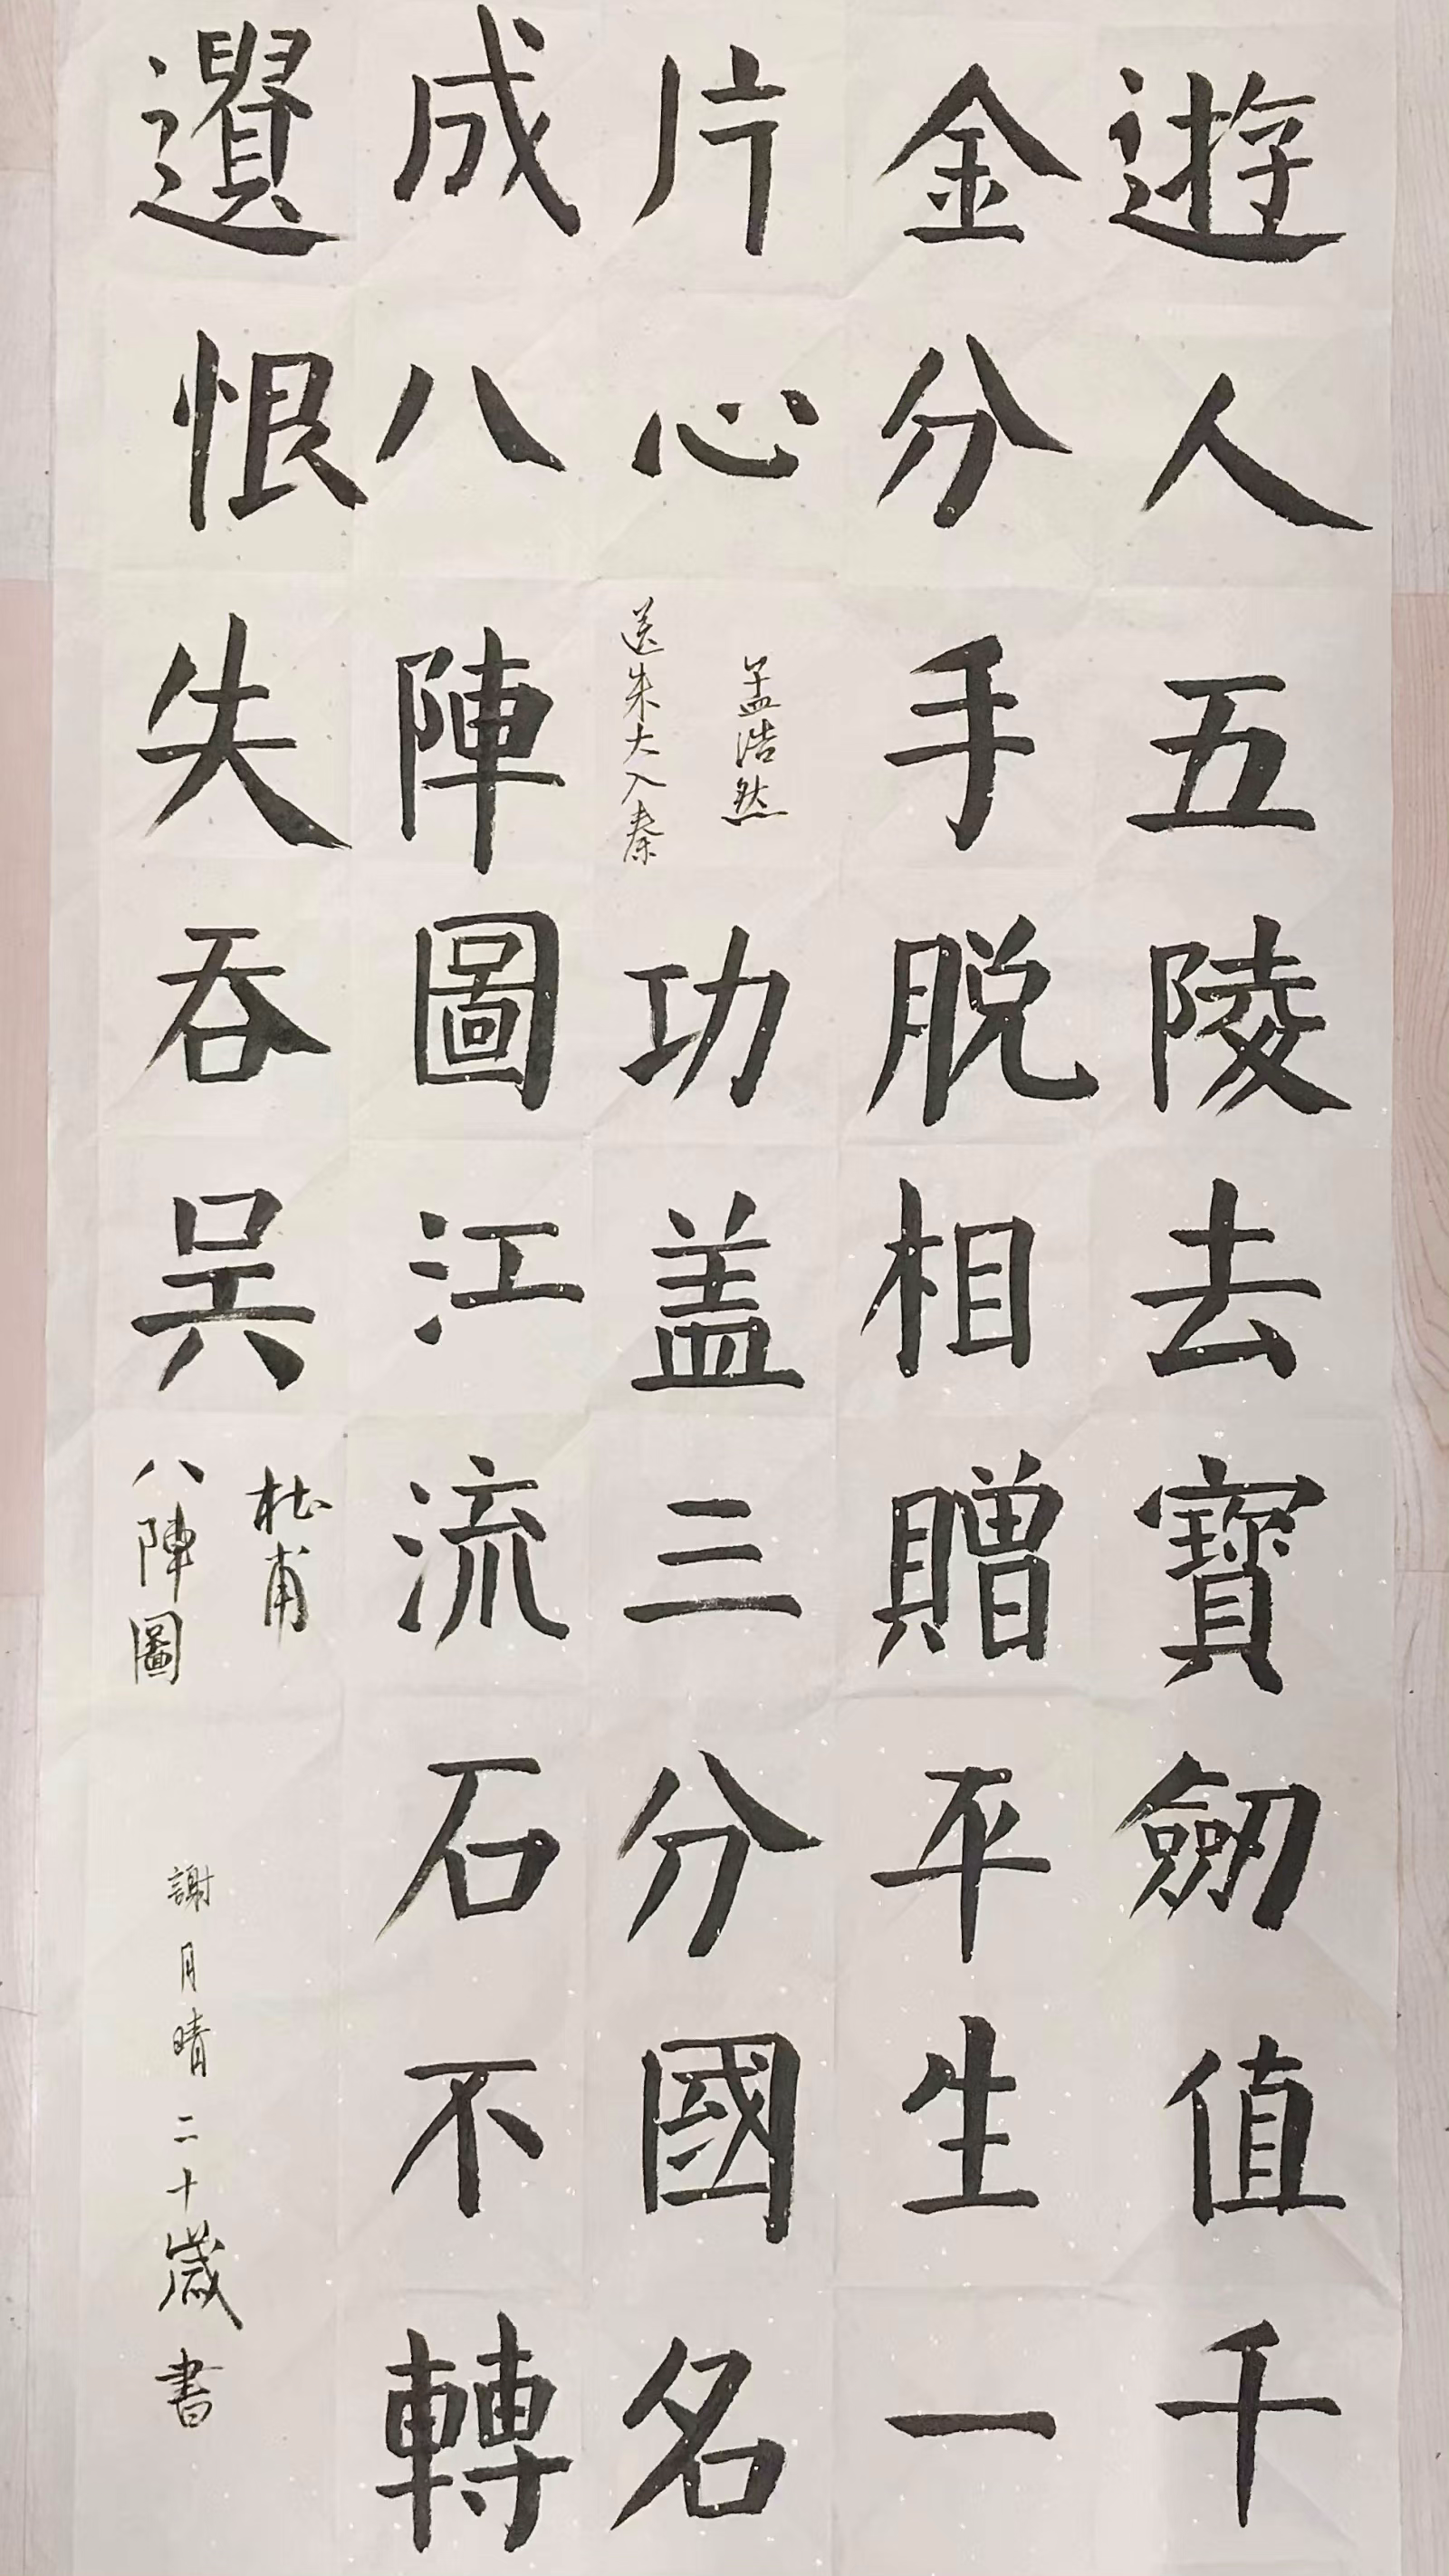 遊人五陵去寶劒值千
金分手脱相贈平生一
片心
孟浩然
送朱大入秦
功盖三分國名
成八陣圖江流石不轉
遺恨失吞吳
杜甫
八陣圖
謝月晴二十歲書